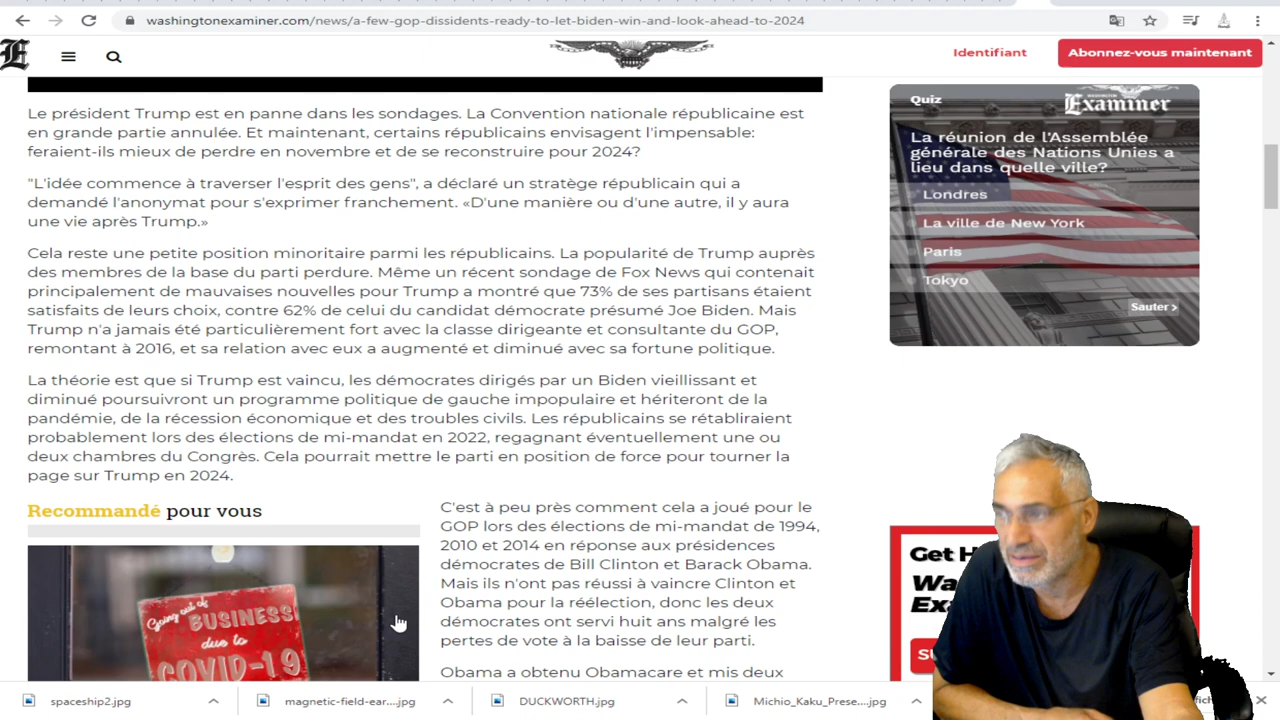 washingtonexaminer.com/news/a-few-gop-dissidents-ready-to-let-biden-win-and-look-ahead-to-2024
E
Identifiant
Abonnez-vous maintenant
Le président Trump est en panne dans les sondages. La Convention nationale républicaine est
en grande partie annulée. Et maintenant, certains républicains envisagent l'impensable:
feraient-ils mieux de perdre en novembre et de se reconstruire pour 2024?
"L'idée commence à traverser l'esprit des gens", a déclaré un stratège républicain qui a
demandé l'anonymat pour s'exprimer franchement. «D'une manière ou d'une autre, il y aura
une vie après Trump.»
Cela reste une petite position minoritaire parmi les républicains. La popularité de Trump auprès
des membres de la base du parti perdure. Même un récent sondage de Fox News qui contenait
principalement de mauvaises nouvelles pour Trump a montré que 73% de ses partisans étaient
satisfaits de leurs choix, contre 62% de celui du candidat démocrate présumé Joe Biden. Mais
Trump n'a jamais été particulièrement fort avec la classe dirigeante et consultante du GOP,
remontant à 2016, et sa relation avec eux a augmenté et diminué avec sa fortune politique.
La théorie est que si Trump est vaincu, les démocrates dirigés par un Biden vieillissant et
diminué poursuivront un programme politique de gauche impopulaire et hériteront de la
pandémie, de la récession économique et des troubles civils. Les républicains se rétabliraient
probablement lors des élections de mi-mandat en 2022, regagnant éventuellement une ou
deux chambres du Congrès. Cela pourrait mettre le parti en position de force pour tourner la
page sur Trump en 2024.
Recommandé pour vous
Going out of
BUSINESS
due to
COVID-19
C'est à peu près comment cela a joué pour le
GOP lors des élections de mi-mandat de 1994,
2010 et 2014 en réponse aux présidences
démocrates de Bill Clinton et Barack Obama.
Mais ils n'ont pas réussi à vaincre Clinton et
Obama pour la réélection, donc les deux
démocrates ont servi huit ans malgré les
pertes de vote à la baisse de leur parti.
Obama a obtenu Obamacare et mis deux
Quiz
WASHINGTON
Examiner
La réunion de l'Assemblée
générale des Nations Unies a
lieu dans quelle ville?
Londres
La ville de New York
Paris
Tokyo
Sauter >
Get H
Wa
Exa
SU
spaceship2.jpg
magnetic-field-ear....jpg
DUCKWORTH.jpg
Michio_Kaku_Prese....jpg